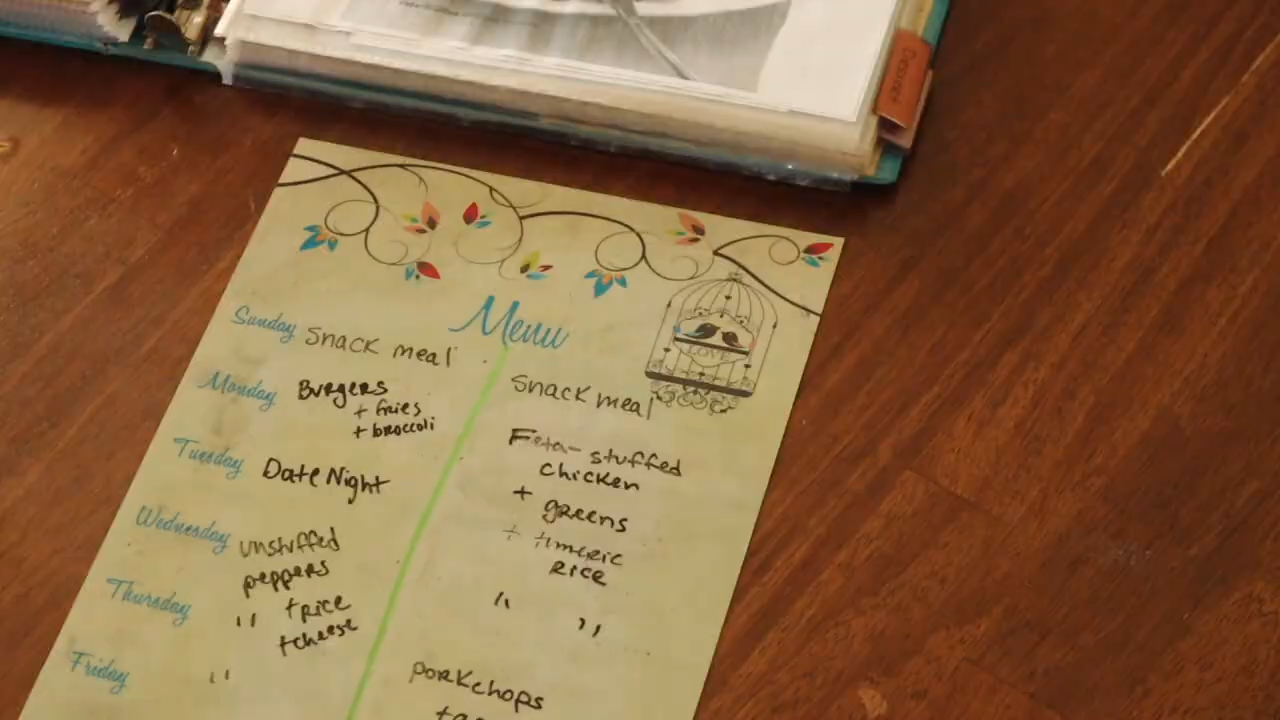 Menu
Sunday snack meal
Monday Burgers
+ fries
+ broccoli
Tuesday Date Night
Wednesday unstuffed
peppers
Thursday " + rice
+ cheese
Friday "
snack meal
Feta-stuffed
chicken
+ greens
+ tumeric
rice
" "
porkchops
LOVE